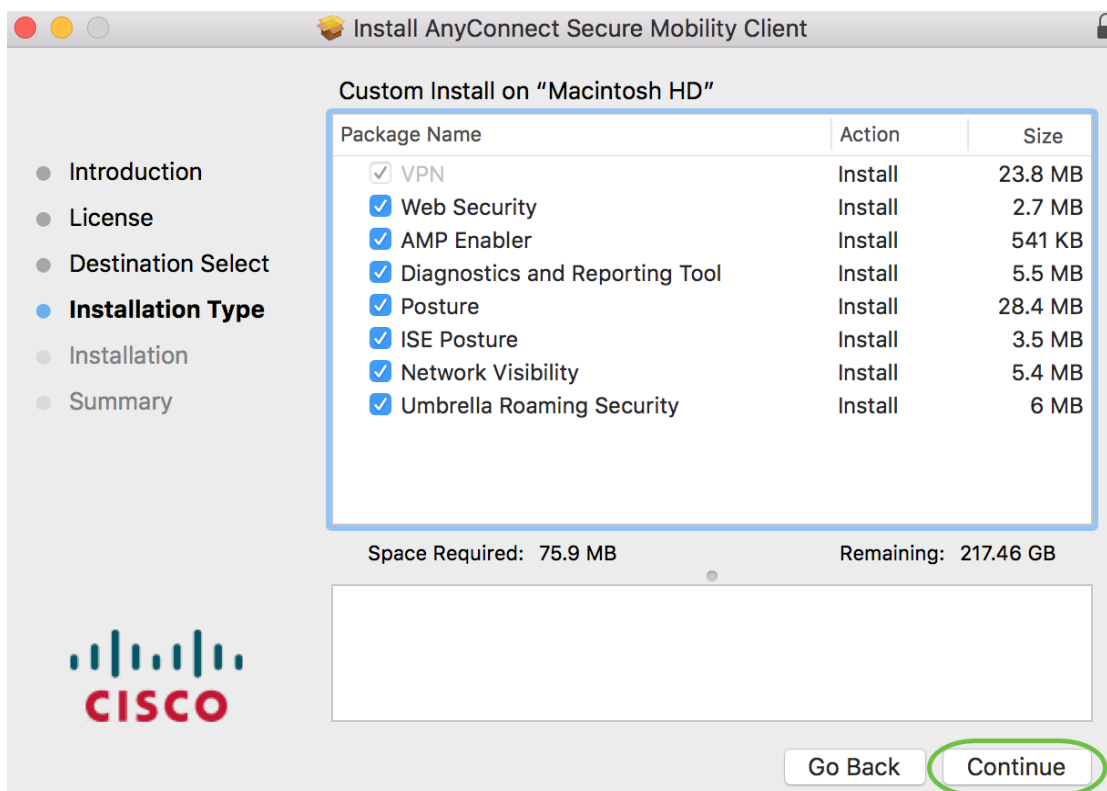 Install AnyConnect Secure Mobility Client
Custom Install on “Macintosh HD”
Package Name Action Size
VPN Install 23.8 MB
Web Security Install 2.7 MB
AMP Enabler Install 541 KB
Diagnostics and Reporting Tool Install 5.5 MB
Posture Install 28.4 MB
ISE Posture Install 3.5 MB
Network Visibility Install 5.4 MB
Umbrella Roaming Security Install 6 MB
Introduction
License
Destination Select
Installation Type
Installation
Summary
Space Required: 75.9 MB Remaining: 217.46 GB
CISCO
Go Back Continue